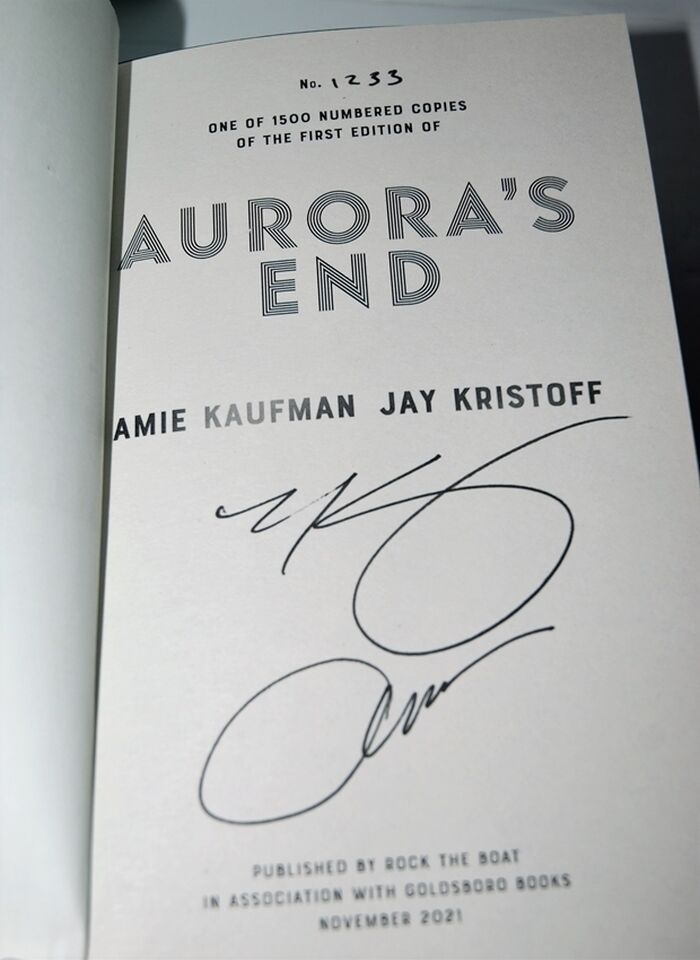 No. 1233
ONE OF 1500 NUMBERED COPIES
OF THE FIRST EDITION OF
AURORA'S
END
AMIE KAUFMAN JAY KRISTOFF
PUBLISHED BY ROCK THE BOAT
IN ASSOCIATION WITH GOLDSBORO BOOKS
NOVEMBER 2021